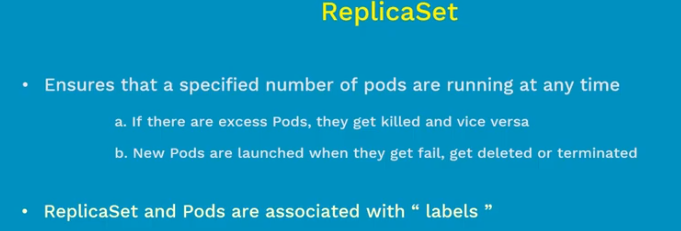 ReplicaSet
• Ensures that a specified number of pods are running at any time
a. If there are excess Pods, they get killed and vice versa
b. New Pods are launched when they get fail, get deleted or terminated
• ReplicaSet and Pods are associated with “ labels ”